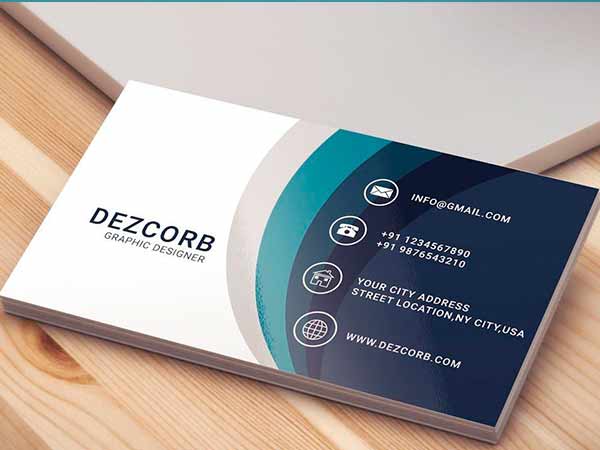 DEZCORB
GRAPHIC DESIGNER
INFO@GMAIL.COM
+91 1234567890
+91 9876543210
YOUR CITY ADDRESS
STREET LOCATION,NY CITY,USA
WWW.DEZCORB.COM